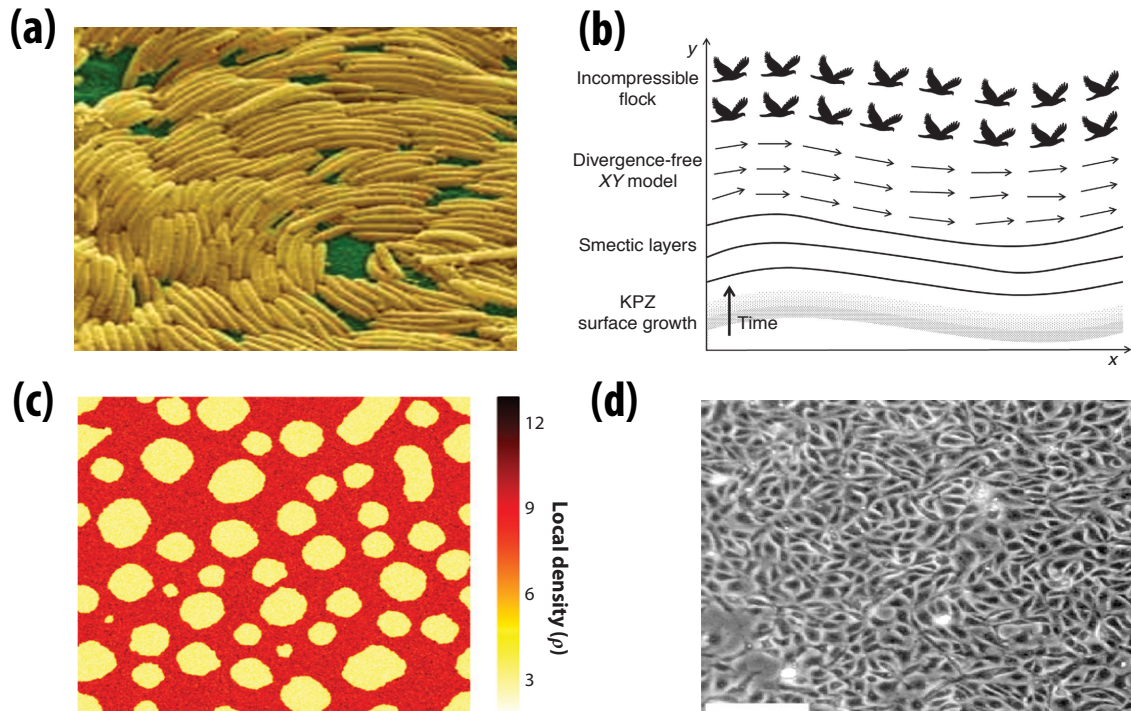 (a)
(b)
y
Incompressible
flock
Divergence-free
XY model
Smectic layers
KPZ
surface growth
Time
x
(c)
12
9
6
3
Local density (ρ)
(d)